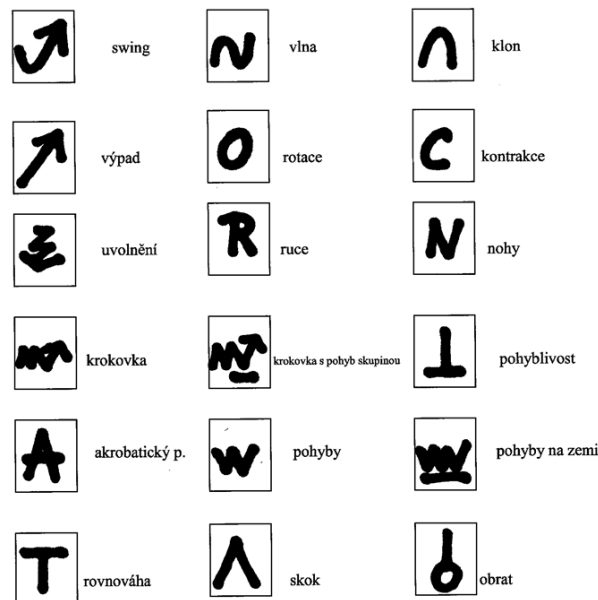 swing vlna klon
výpad O rotace C kontrakce
uvolnění R ruce N nohy
krokovka krokovka s pohyb skupinou pohyblivost
A akrobatický p. w pohyby pohyby na zemi
T rovnováha skok obrat